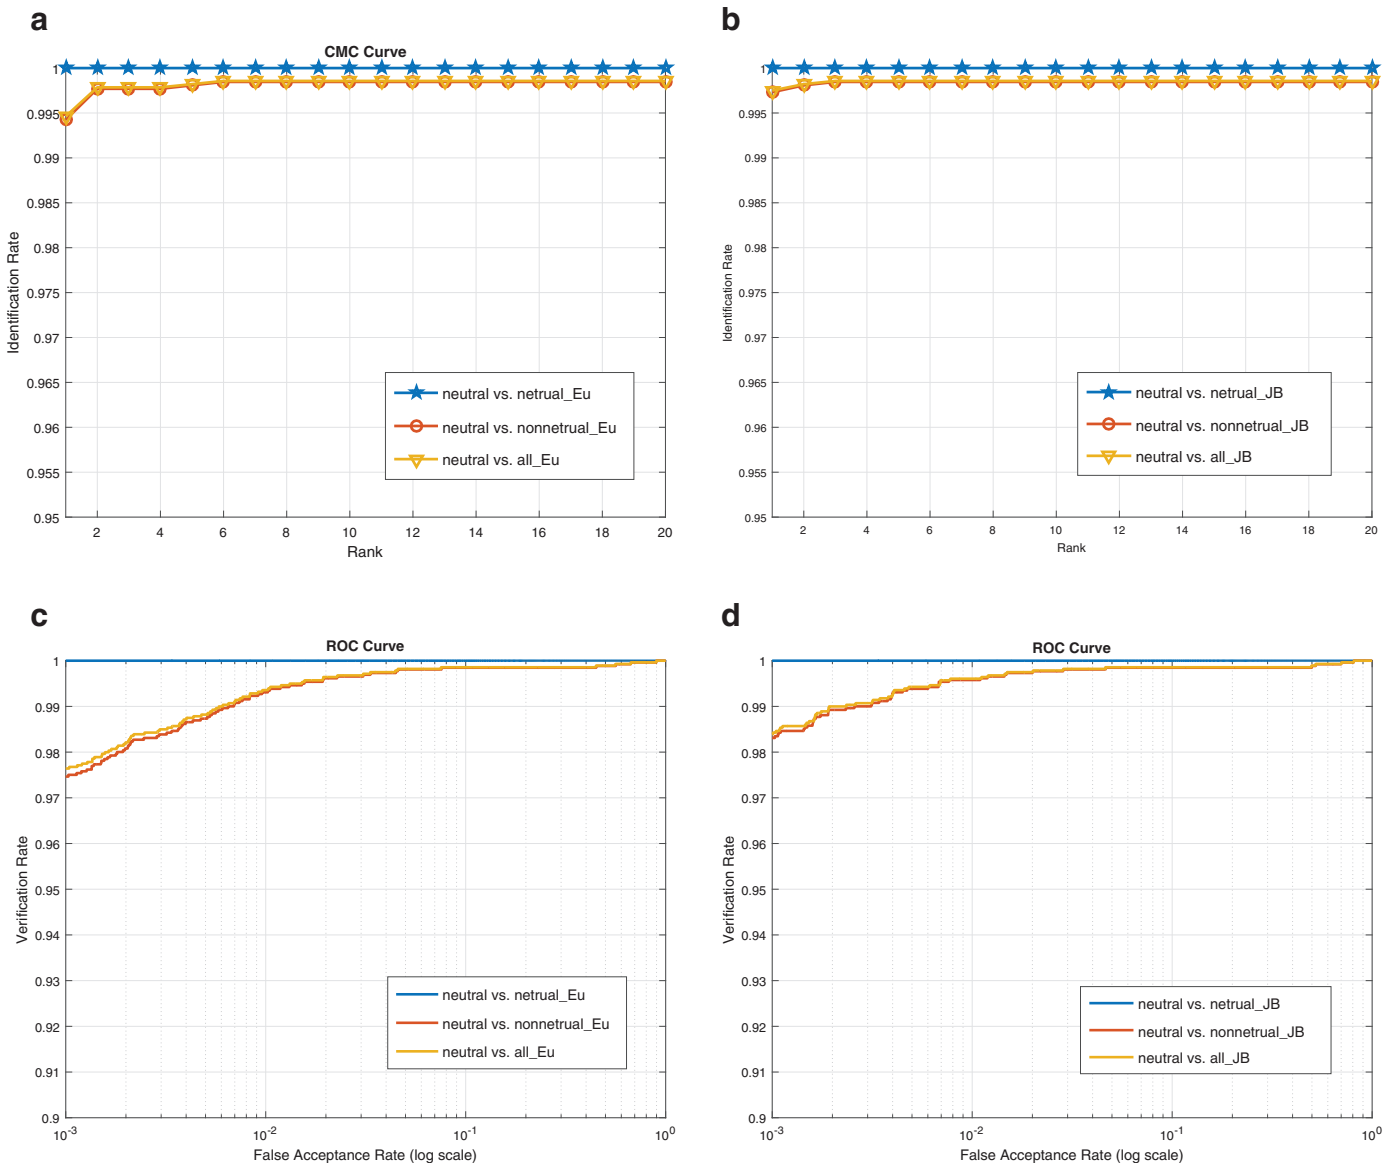 a
CMC Curve
1
0.995
0.99
0.985
0.98
0.975
0.97
0.965
0.96
0.955
0.95
Identification Rate
2 4 6 8 10 12 14 16 18 20
Rank
neutral vs. netrual_Eu
neutral vs. nonnetrual_Eu
neutral vs. all_Eu
b
1
0.995
0.99
0.985
0.98
0.975
0.97
0.965
0.96
0.955
0.95
Identification Rate
2 4 6 8 10 12 14 16 18 20
Rank
neutral vs. netrual_JB
neutral vs. nonnetrual_JB
neutral vs. all_JB
c
ROC Curve
1
0.99
0.98
0.97
0.96
0.95
0.94
0.93
0.92
0.91
0.9
Verification Rate
10-3 10-2 10-1 100
False Acceptance Rate (log scale)
neutral vs. netrual_Eu
neutral vs. nonnetrual_Eu
neutral vs. all_Eu
d
ROC Curve
1
0.99
0.98
0.97
0.96
0.95
0.94
0.93
0.92
0.91
0.9
Verification Rate
10-3 10-2 10-1 100
False Acceptance Rate (log scale)
neutral vs. netrual_JB
neutral vs. nonnetrual_JB
neutral vs. all_JB